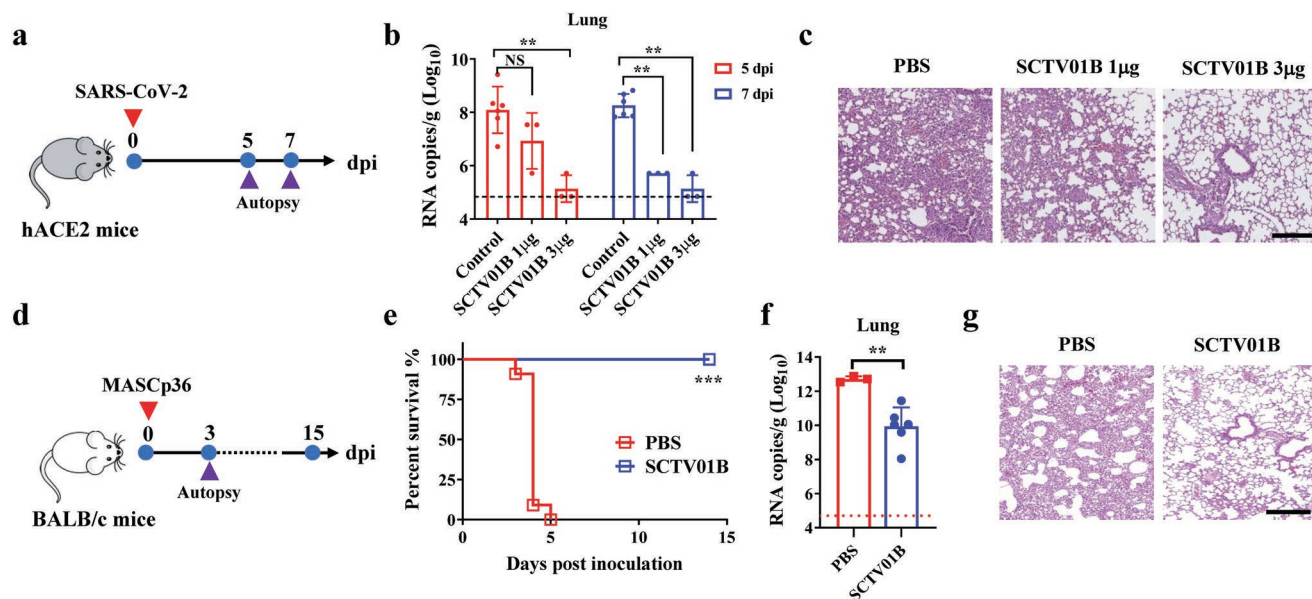 a
SARS-CoV-2
0
5
7
dpi
Autopsy
hACE2 mice
b
Lung
RNA copies/g (Log10)
10
8
6
4
**
NS
**
**
5 dpi
7 dpi
Control
SCTV01B 1μg
SCTV01B 3μg
Control
SCTV01B 1μg
SCTV01B 3μg
c
PBS
SCTV01B 1μg
SCTV01B 3μg
d
MASCp36
0
3
15
dpi
Autopsy
BALB/c mice
e
Percent survival %
100
75
50
25
0
***
PBS
SCTV01B
0
5
10
15
Days post inoculation
f
Lung
**
RNA copies/g (Log10)
16
14
12
10
8
6
4
PBS
SCTV01B
g
PBS
SCTV01B